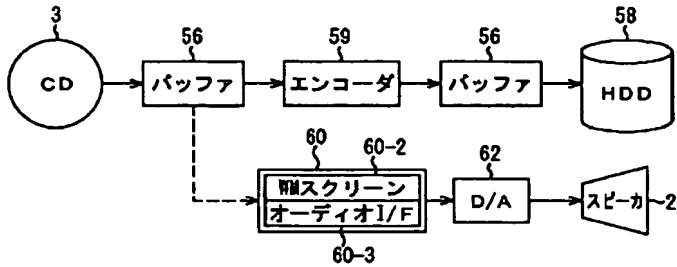 3
56
59
56
58
CD
バッファ
エンコーダ
バッファ
HDD
60
60-2
62
WMスクリーン
D/A
スピーカ
2
オーディオI/F
60-3